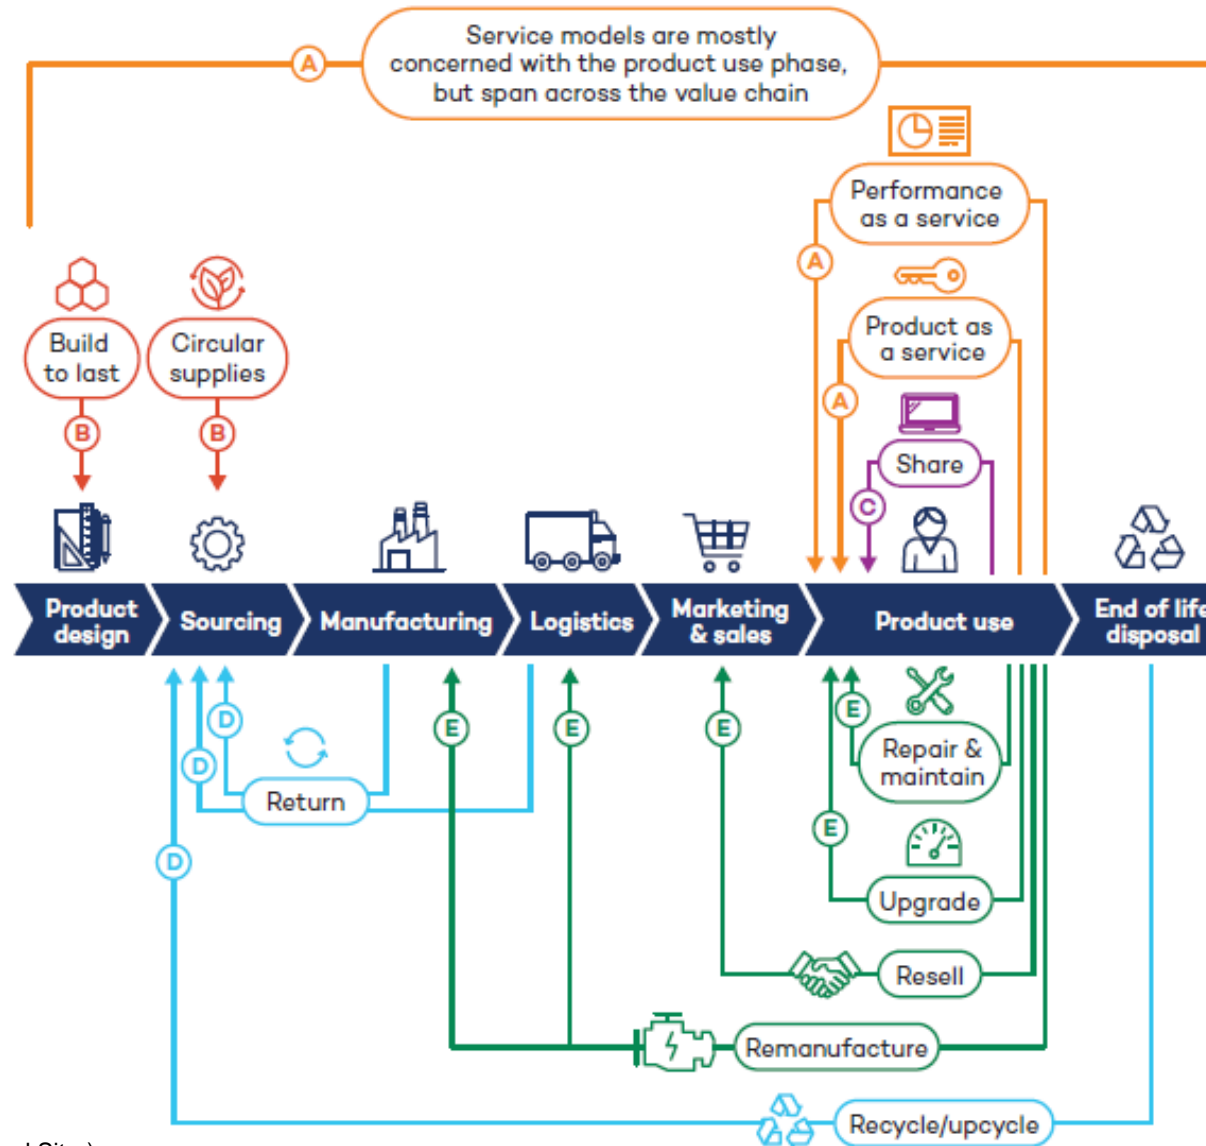 Service models are mostly
concerned with the product use phase,
but span across the value chain
A
Performance
as a service
A
Product as
a service
A
Build
to last
Circular
supplies
B
B
Share
C
Product
design
Sourcing
Manufacturing
Logistics
Marketing
& sales
Product use
End of life
disposal
D
D
D
Return
E
E
E
E
Repair &
maintain
E
Upgrade
Resell
Remanufacture
Recycle/upcycle